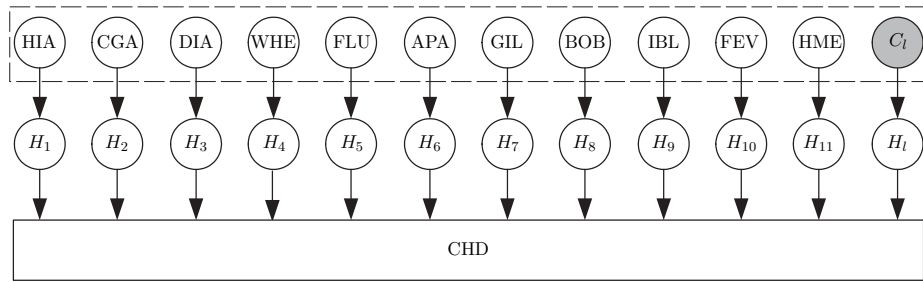 HIA CGA DIA WHE FLU APA GIL BOB IBL FEV HME C_l
H_1 H_2 H_3 H_4 H_5 H_6 H_7 H_8 H_9 H_10 H_11 H_l
CHD